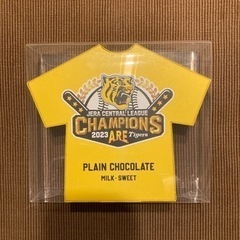 JERA CENTRAL LEAGUE
CHAMPIONS
2023 ARE Tigers
PLAIN CHOCOLATE
MILK・SWEET